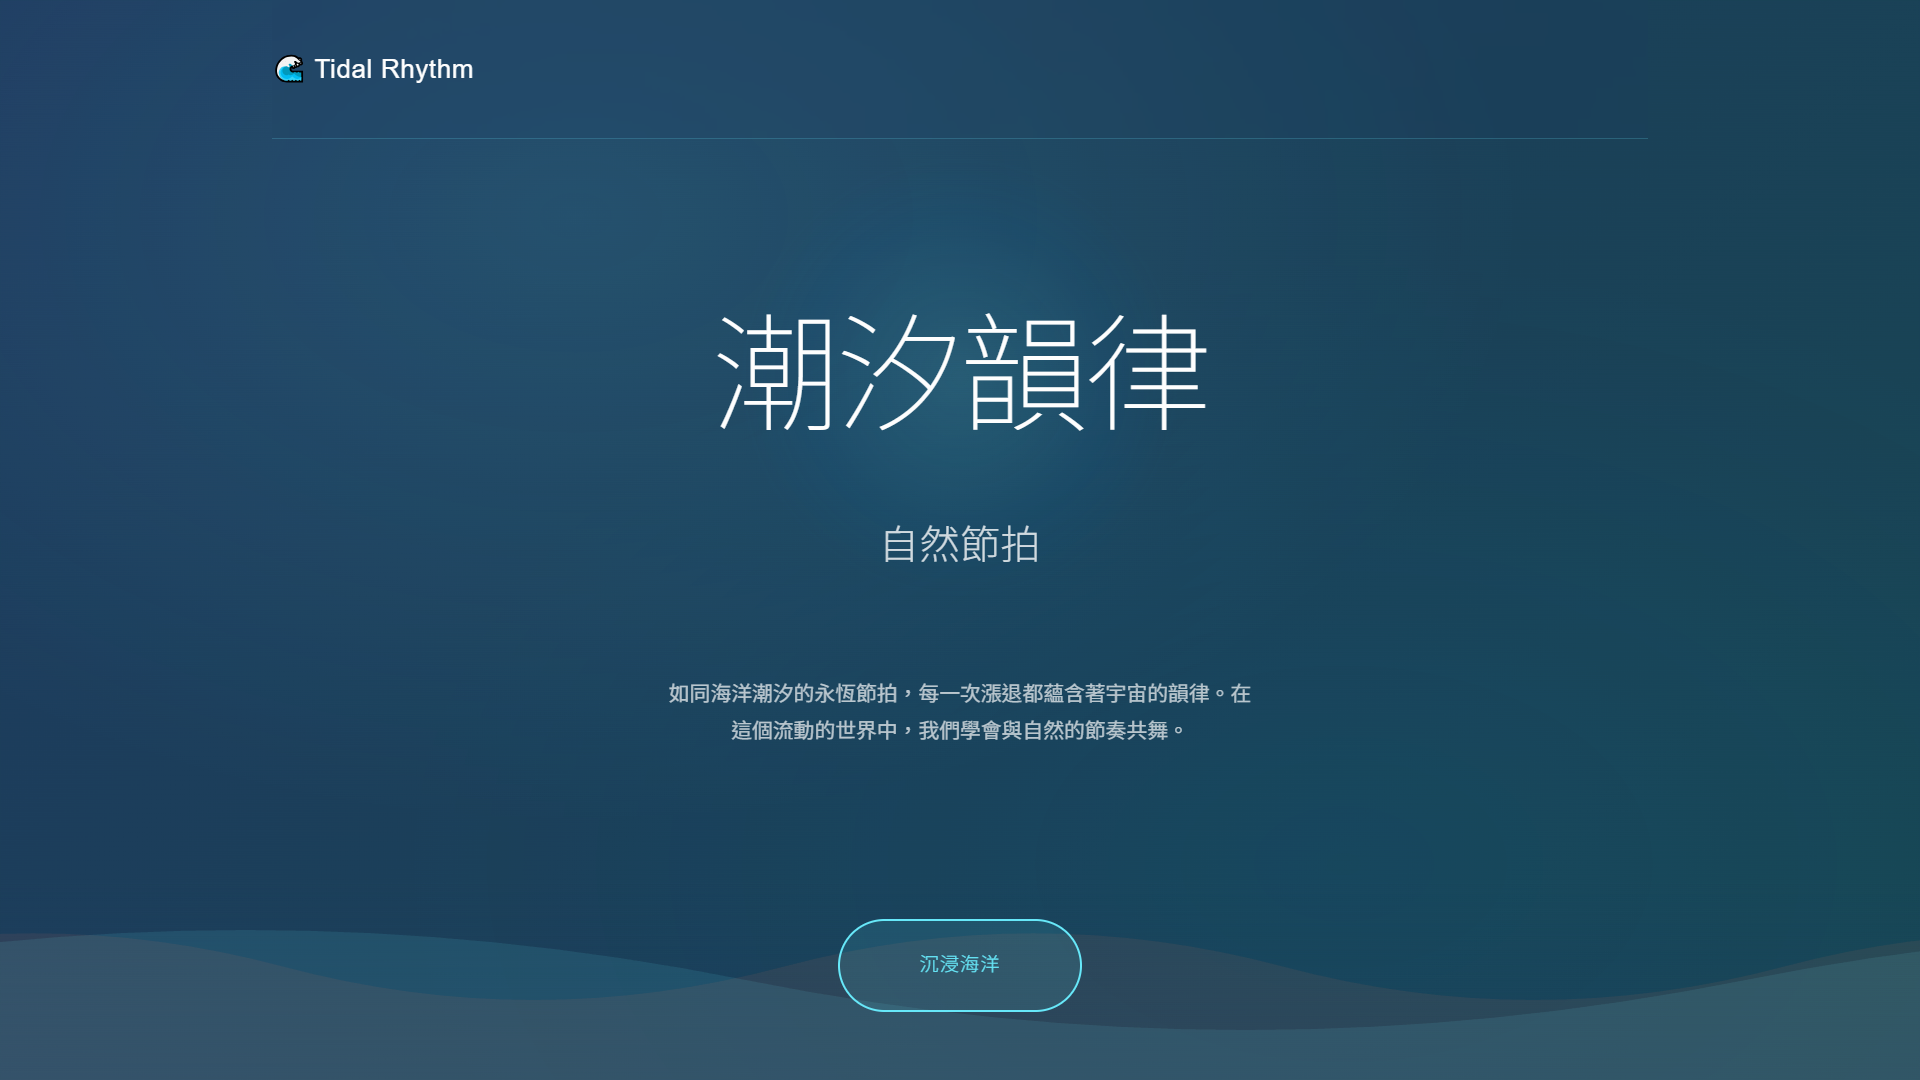 Tidal Rhythm
潮汐韻律
自然節拍
如同海洋潮汐的永恆節拍，每一次漲退都蘊含著宇宙的韻律。在
這個流動的世界中，我們學會與自然的節奏共舞。
沉浸海洋